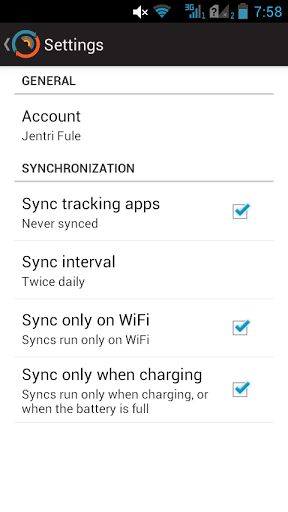 3G 1 2 2 7:58
Settings
GENERAL
Account
Jentri Fule
SYNCHRONIZATION
Sync tracking apps
Never synced
Sync interval
Twice daily
Sync only on WiFi
Syncs run only on WiFi
Sync only when charging
Syncs run only when charging, or
when the battery is full